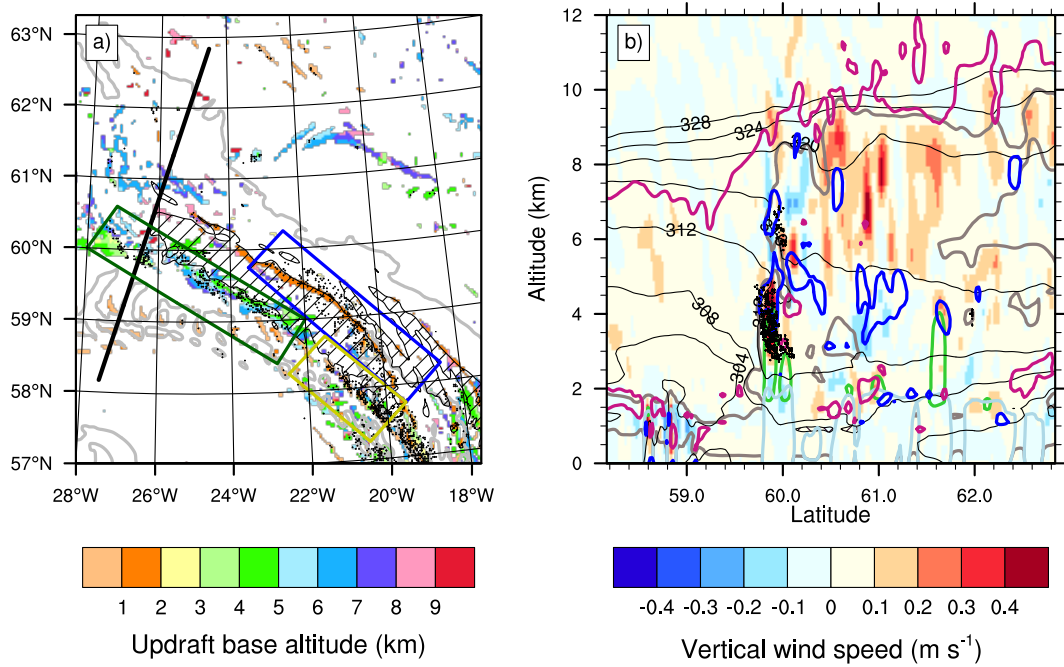 a)
63°N
62°N
61°N
60°N
59°N
58°N
57°N
28°W 26°W 24°W 22°W 20°W 18°W
1 2 3 4 5 6 7 8 9
Updraft base altitude (km)
b)
Altitude (km)
12
10
8
6
4
2
0
328
324
312
308
304
59.0 60.0 61.0 62.0
Latitude
-0.4 -0.3 -0.2 -0.1 0 0.1 0.2 0.3 0.4
Vertical wind speed (m s⁻¹)